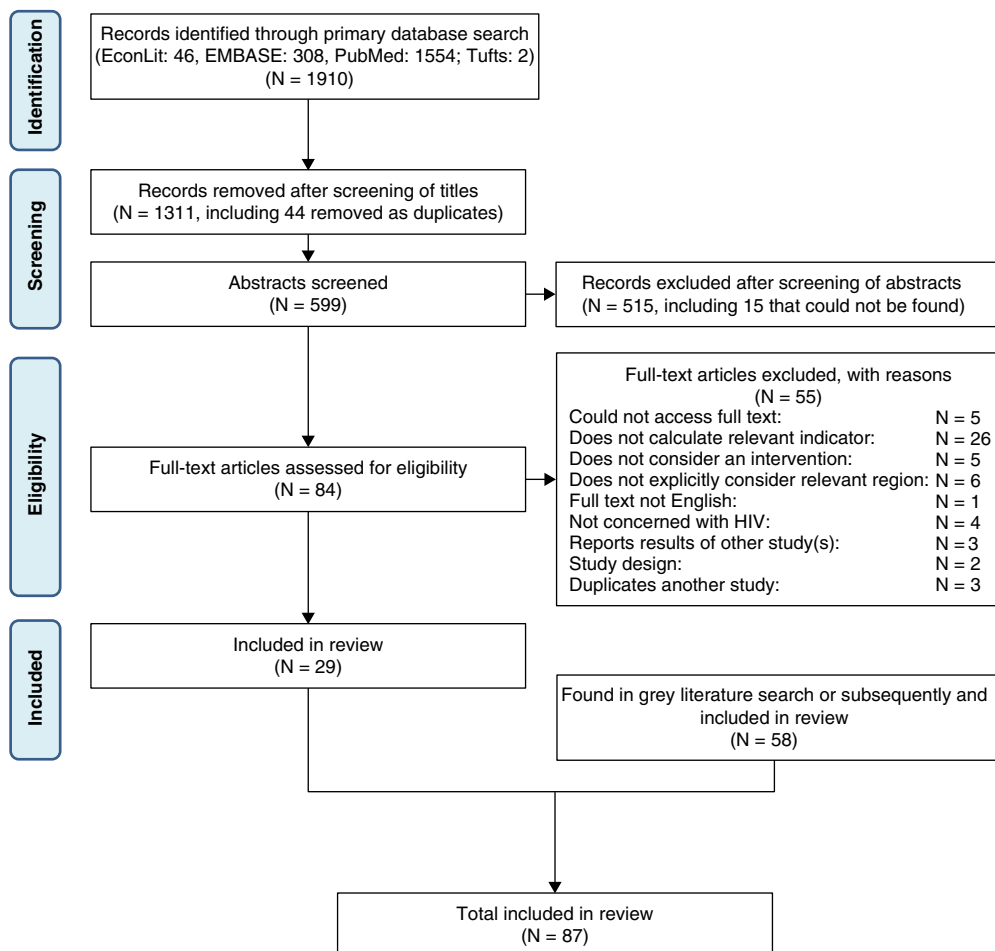 Identification
Records identified through primary database search
(EconLit: 46, EMBASE: 308, PubMed: 1554; Tufts: 2)
(N = 1910)
Screening
Records removed after screening of titles
(N = 1311, including 44 removed as duplicates)
Abstracts screened
(N = 599)
Records excluded after screening of abstracts
(N = 515, including 15 that could not be found)
Eligibility
Full-text articles assessed for eligibility
(N = 84)
Full-text articles excluded, with reasons
(N = 55)
Could not access full text: N = 5
Does not calculate relevant indicator: N = 26
Does not consider an intervention: N = 5
Does not explicitly consider relevant region: N = 6
Full text not English: N = 1
Not concerned with HIV: N = 4
Reports results of other study(s): N = 3
Study design: N = 2
Duplicates another study: N = 3
Included
Included in review
(N = 29)
Found in grey literature search or subsequently and
included in review
(N = 58)
Total included in review
(N = 87)